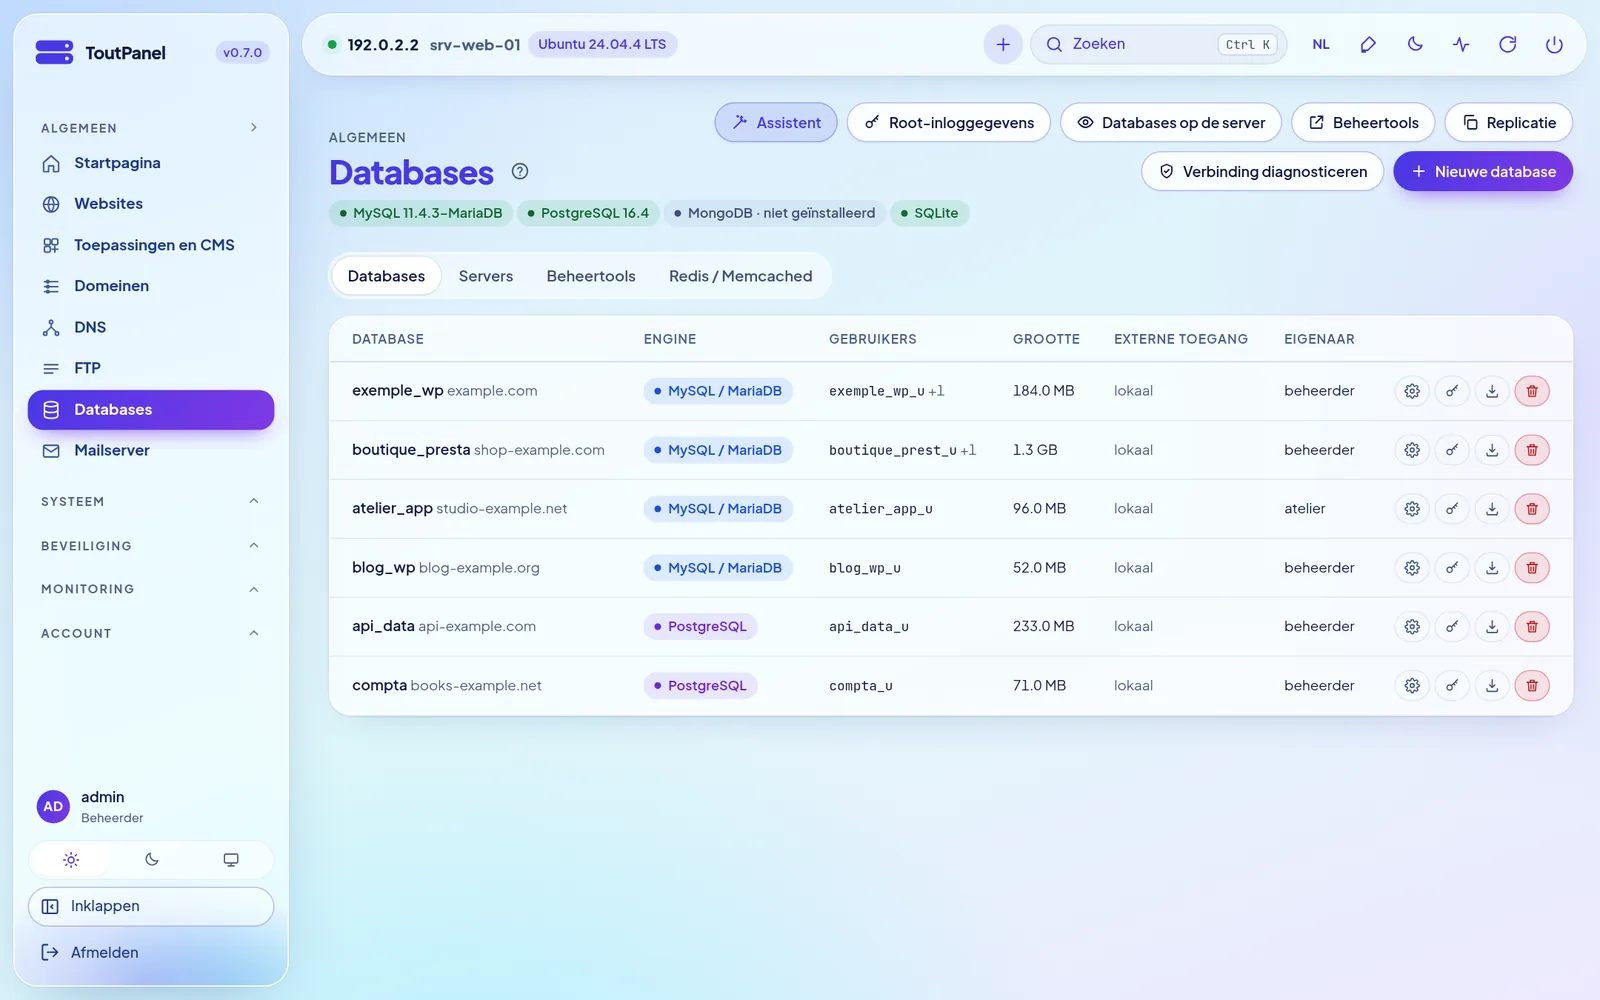 ToutPanel v0.7.0
ALGEMEEN
Startpagina
Websites
Toepassingen en CMS
Domeinen
DNS
FTP
Databases
Mailserver
SYSTEEM
BEVEILIGING
MONITORING
ACCOUNT
AD admin
Beheerder
Inklappen
Afmelden
192.0.2.2 srv-web-01 Ubuntu 24.04.4 LTS Zoeken Ctrl K NL
Assistent Root-inloggegevens Databases op de server Beheertools Replicatie
ALGEMEEN
Databases Verbinding diagnosticeren Nieuwe database
MySQL 11.4.3-MariaDB PostgreSQL 16.4 MongoDB · niet geïnstalleerd SQLite
Databases Servers Beheertools Redis / Memcached
DATABASE ENGINE GEBRUIKERS GROOTTE EXTERNE TOEGANG EIGENAAR
exemple_wp example.com MySQL / MariaDB exemple_wp_u +1 184.0 MB lokaal beheerder
boutique_presta shop-example.com MySQL / MariaDB boutique_prest_u +1 1.3 GB lokaal beheerder
atelier_app studio-example.net MySQL / MariaDB atelier_app_u 96.0 MB lokaal atelier
blog_wp blog-example.org MySQL / MariaDB blog_wp_u 52.0 MB lokaal beheerder
api_data api-example.com PostgreSQL api_data_u 233.0 MB lokaal beheerder
compta books-example.net PostgreSQL compta_u 71.0 MB lokaal beheerder